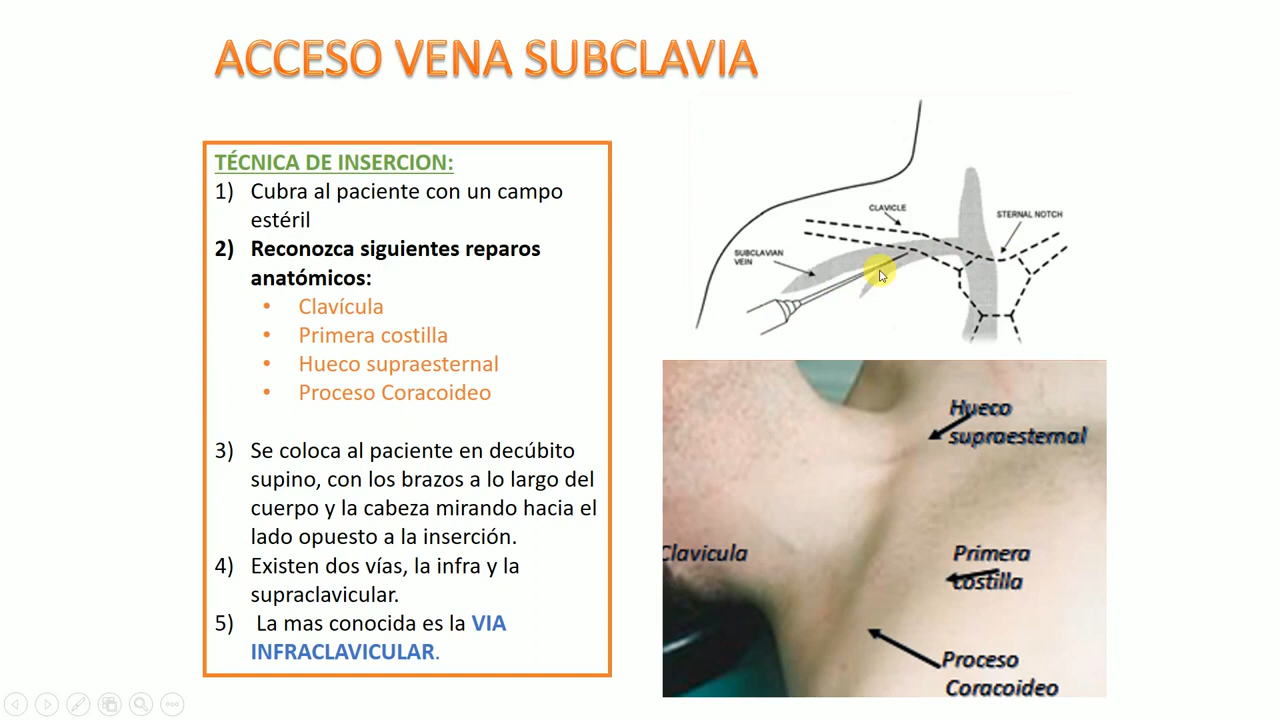 ACCESO VENA SUBCLAVIA
TÉCNICA DE INSERCION:
1) Cubra al paciente con un campo
estéril
2) Reconozca siguientes reparos
anatómicos:
• Clavícula
• Primera costilla
• Hueco supraesternal
• Proceso Coracoideo
3) Se coloca al paciente en decúbito
supino, con los brazos a lo largo del
cuerpo y la cabeza mirando hacia el
lado opuesto a la inserción.
4) Existen dos vías, la infra y la
supraclavicular.
5) La mas conocida es la VIA
INFRACLAVICULAR.
CLAVICLE
STERNAL NOTCH
SUBCLAVIAN
VEIN
Hueco
supraesternal
Clavicula
Primera
costilla
Proceso
Coracoideo